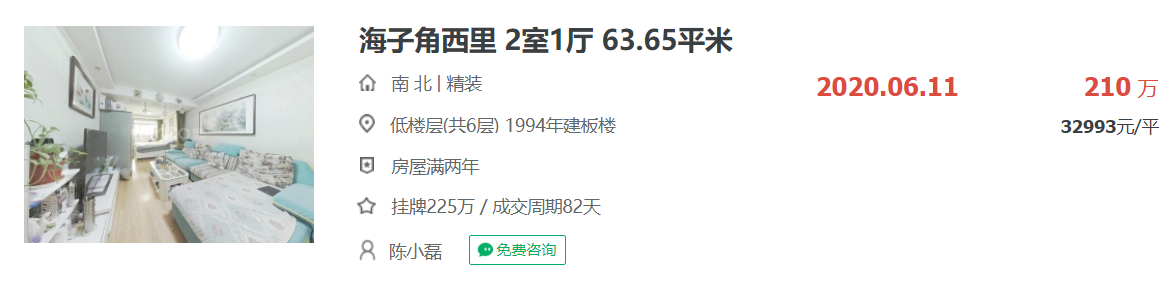 海子角西里 2室1厅 63.65平米
南 北 | 精装
2020.06.11
210 万
低楼层(共6层) 1994年建板楼
32993元/平
房屋满两年
挂牌225万 / 成交周期82天
陈小磊
免费咨询